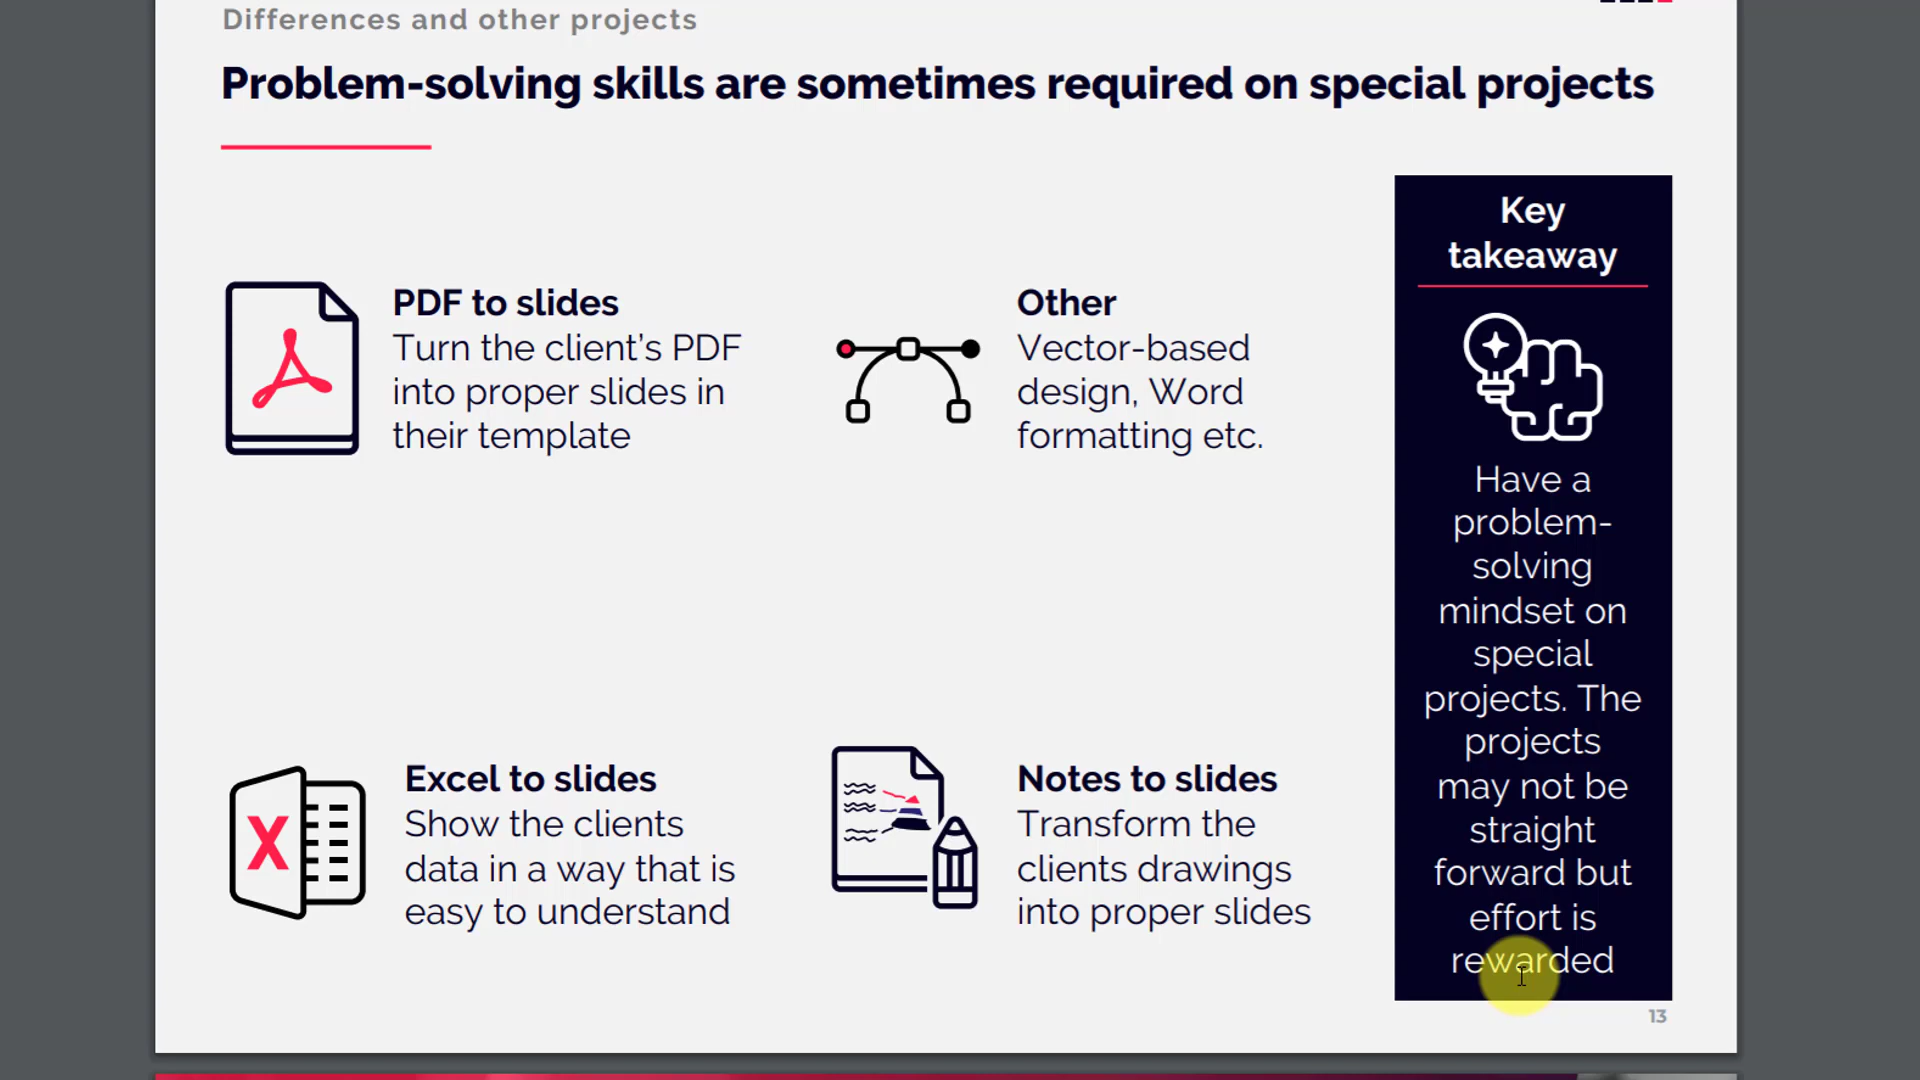 Differences and other projects
Problem-solving skills are sometimes required on special projects
PDF to slides
Turn the client's PDF
into proper slides in
their template
Other
Vector-based
design, Word
formatting etc.
Excel to slides
Show the clients
data in a way that is
easy to understand
X
Notes to slides
Transform the
clients drawings
into proper slides
Key
takeaway
Have a
problem-
solving
mindset on
special
projects. The
projects
may not be
straight
forward but
effort is
rewarded
13